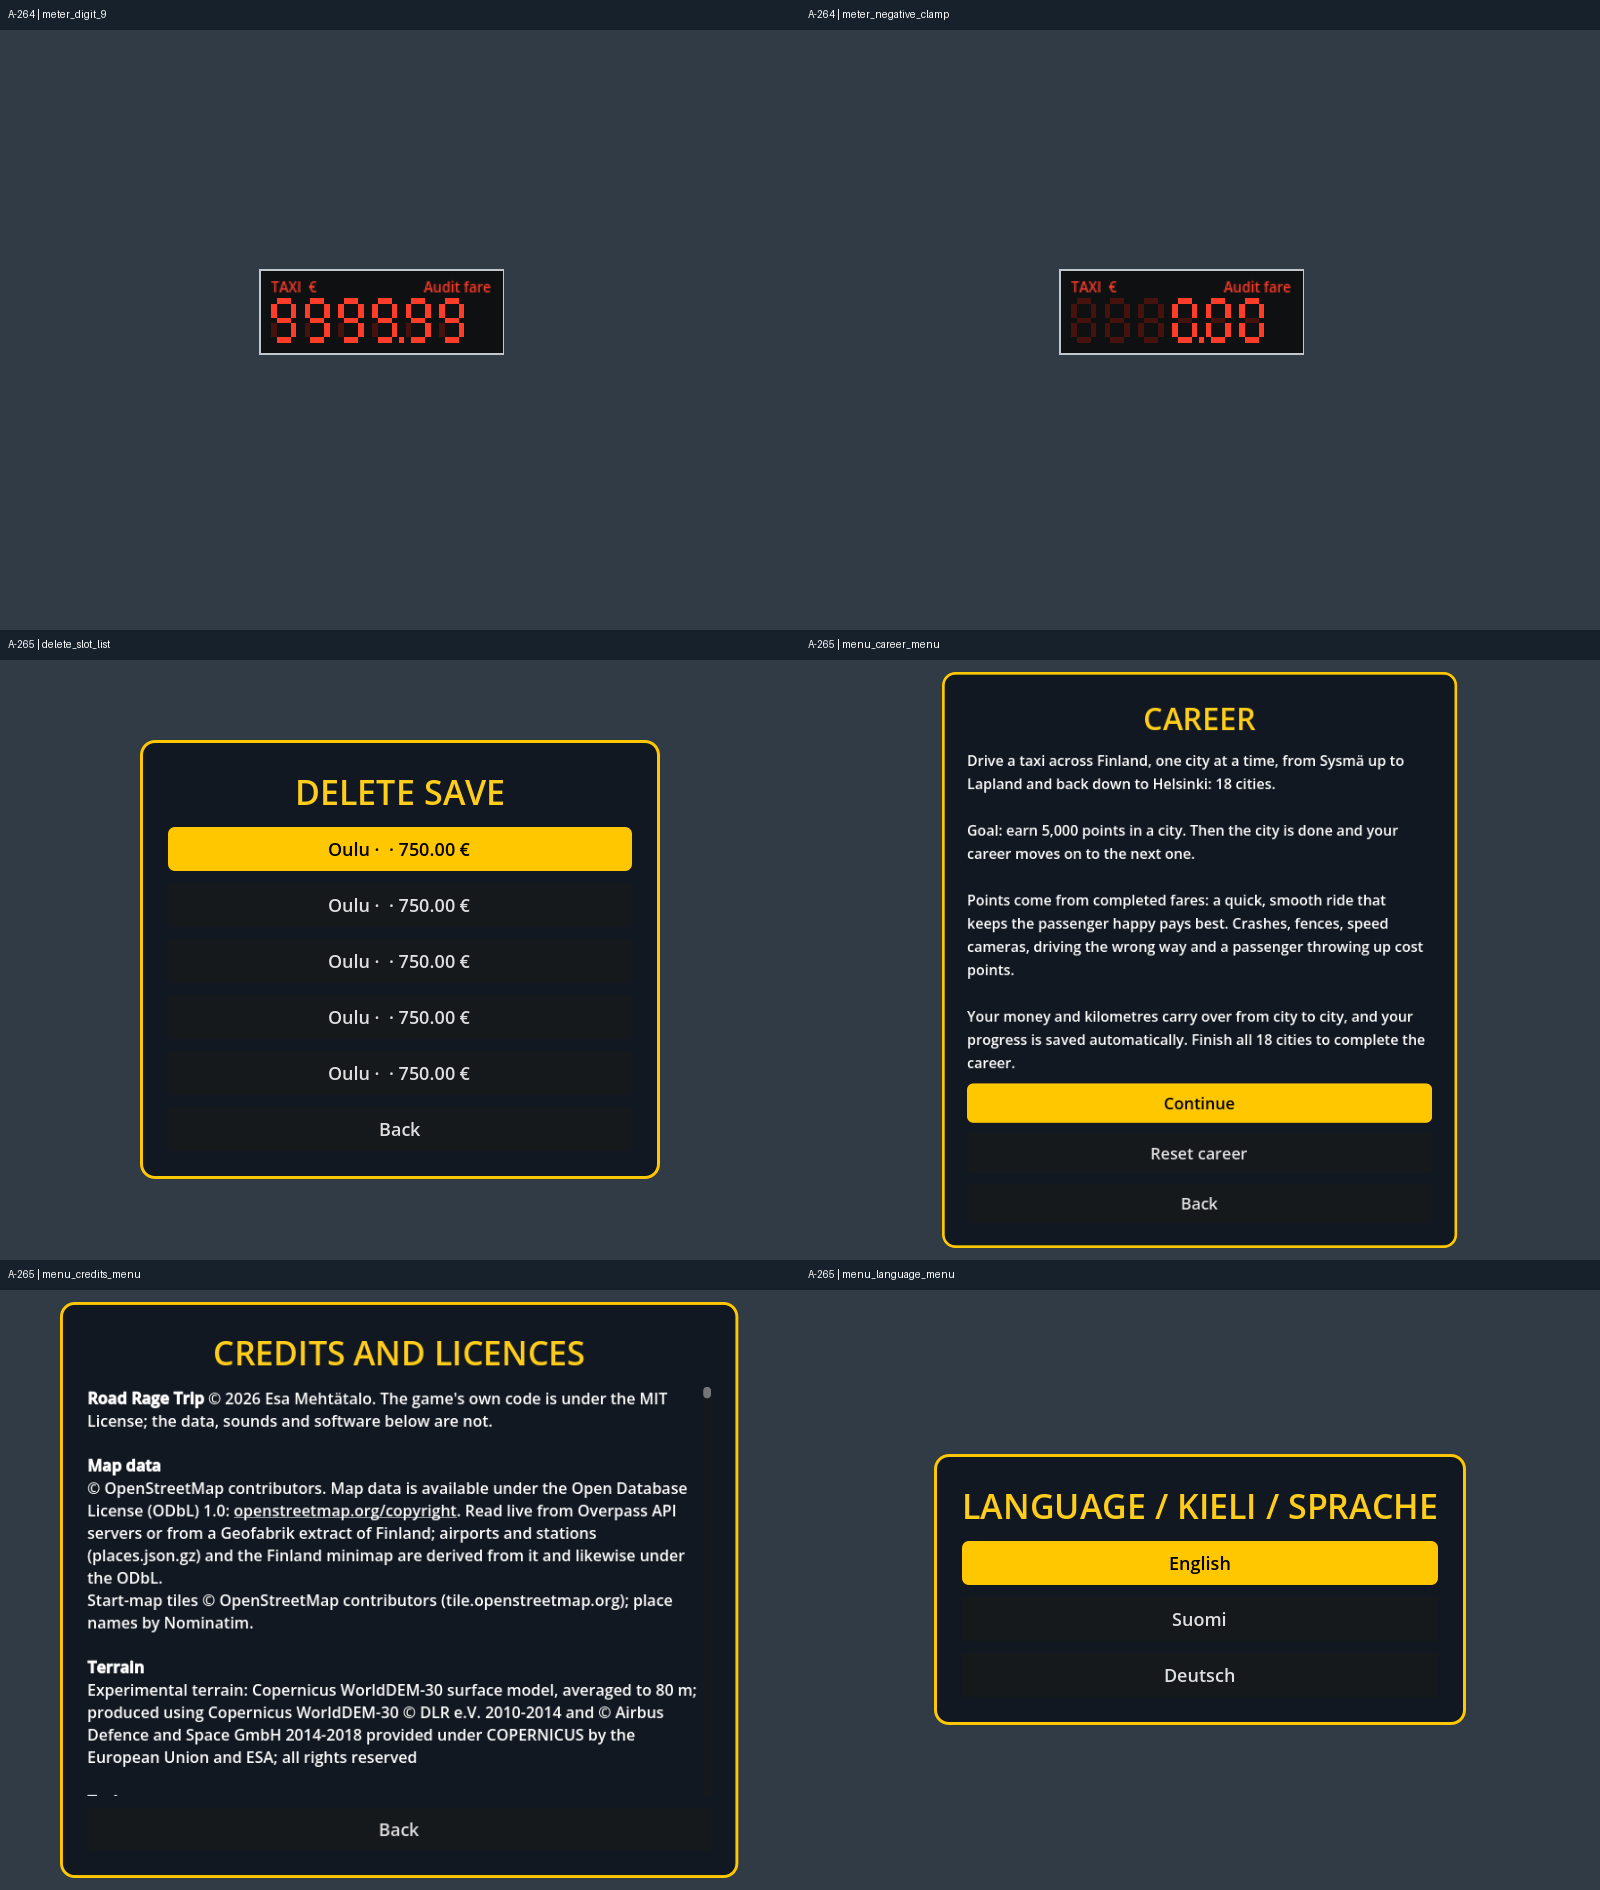 A-264 | meter_digit_9
TAXI € Audit fare
9999.99
A-264 | meter_negative_clamp
TAXI € Audit fare
0.00
A-265 | delete_slot_list
DELETE SAVE
Oulu · · 750.00 €
Oulu · · 750.00 €
Oulu · · 750.00 €
Oulu · · 750.00 €
Oulu · · 750.00 €
Back
A-265 | menu_career_menu
CAREER
Drive a taxi across Finland, one city at a time, from Sysmä up to
Lapland and back down to Helsinki: 18 cities.
Goal: earn 5,000 points in a city. Then the city is done and your
career moves on to the next one.
Points come from completed fares: a quick, smooth ride that
keeps the passenger happy pays best. Crashes, fences, speed
cameras, driving the wrong way and a passenger throwing up cost
points.
Your money and kilometres carry over from city to city, and your
progress is saved automatically. Finish all 18 cities to complete the
career.
Continue
Reset career
Back
A-265 | menu_credits_menu
CREDITS AND LICENCES
Road Rage Trip © 2026 Esa Mehtätalo. The game's own code is under the MIT
License; the data, sounds and software below are not.
Map data
© OpenStreetMap contributors. Map data is available under the Open Database
License (ODbL) 1.0: openstreetmap.org/copyright. Read live from Overpass API
servers or from a Geofabrik extract of Finland; airports and stations
(places.json.gz) and the Finland minimap are derived from it and likewise under
the ODbL.
Start-map tiles © OpenStreetMap contributors (tile.openstreetmap.org); place
names by Nominatim.
Terrain
Experimental terrain: Copernicus WorldDEM-30 surface model, averaged to 80 m;
produced using Copernicus WorldDEM-30 © DLR e.V. 2010-2014 and © Airbus
Defence and Space GmbH 2014-2018 provided under COPERNICUS by the
European Union and ESA; all rights reserved
Back
A-265 | menu_language_menu
LANGUAGE / KIELI / SPRACHE
English
Suomi
Deutsch